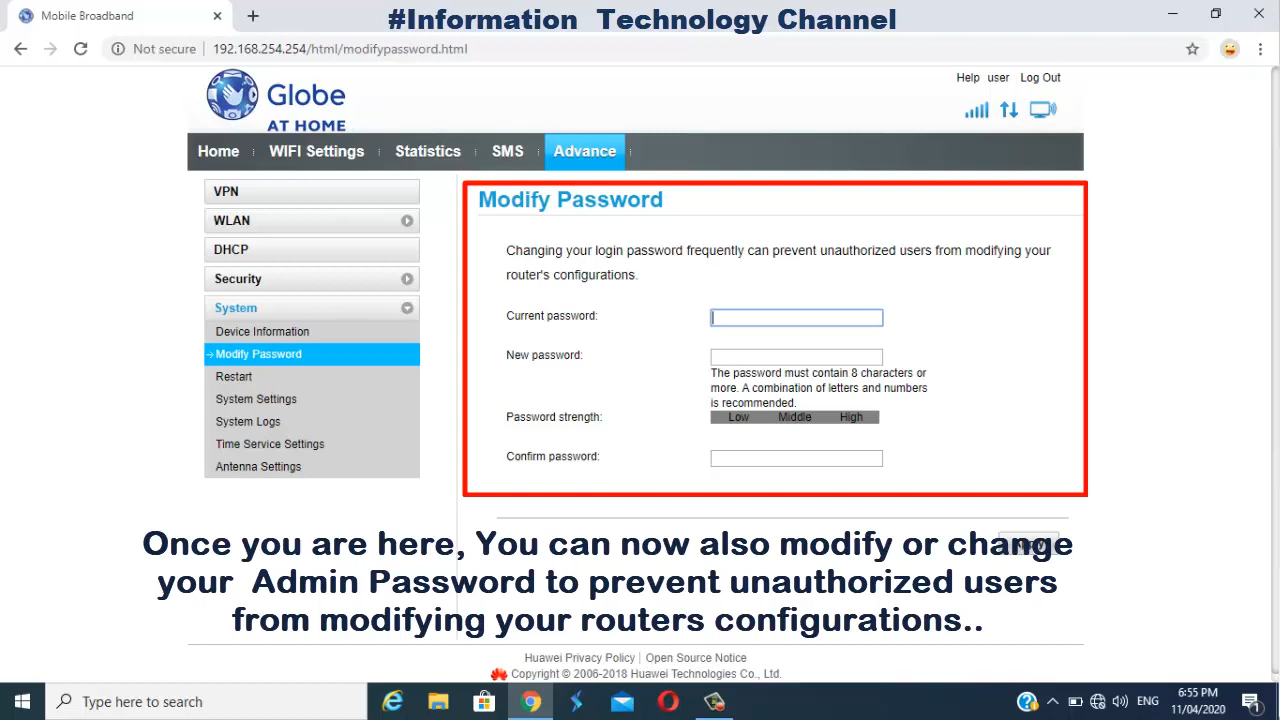 Mobile Broadband
#Information Technology Channel
Not secure
192.168.254.254/html/modifypassword.html
Help user Log Out
Globe
AT HOME
Home WIFI Settings Statistics SMS Advance
VPN
WLAN
DHCP
Security
System
Device Information
Modify Password
Restart
System Settings
System Logs
Time Service Settings
Antenna Settings
Modify Password
Changing your login password frequently can prevent unauthorized users from modifying your
router's configurations.
Current password:
New password:
The password must contain 8 characters or
more. A combination of letters and numbers
is recommended.
Password strength: Low Middle High
Confirm password:
Once you are here, You can now also modify or change
your Admin Password to prevent unauthorized users
from modifying your routers configurations..
Huawei Privacy Policy | Open Source Notice
Copyright © 2006-2018 Huawei Technologies Co., Ltd.
Type here to search
ENG
6:55 PM
11/04/2020
1